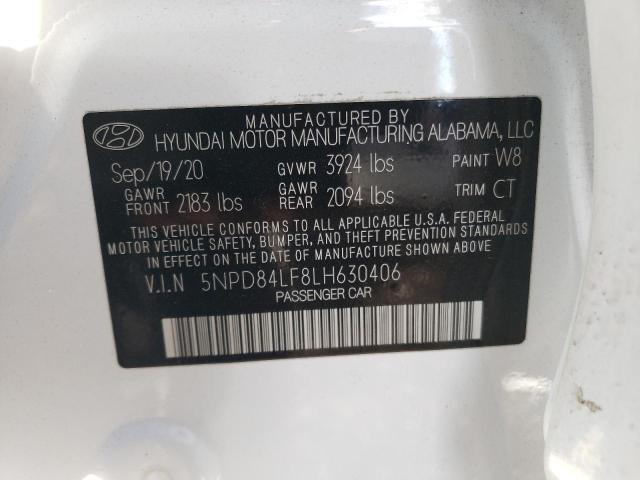 MANUFACTURED BY
HYUNDAI MOTOR MANUFACTURING ALABAMA, LLC
Sep/19/20 GVWR 3924 lbs PAINT W8
GAWR FRONT 2183 lbs GAWR REAR 2094 lbs TRIM CT
THIS VEHICLE CONFORMS TO ALL APPLICABLE U.S.A. FEDERAL
MOTOR VEHICLE SAFETY, BUMPER, AND THEFT PREVENTION STANDARDS
IN EFFECT ON THE DATE OF MANUFACTURE SHOWN ABOVE
V.I.N 5NPD84LF8LH630406
PASSENGER CAR